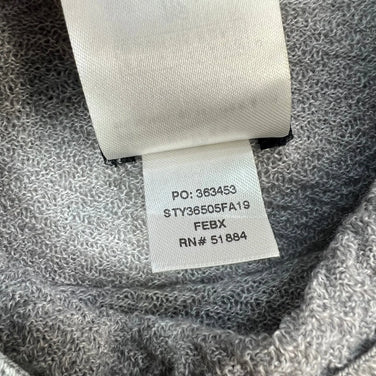 PO: 363453
STY36505FA19
FEBX
RN# 51884